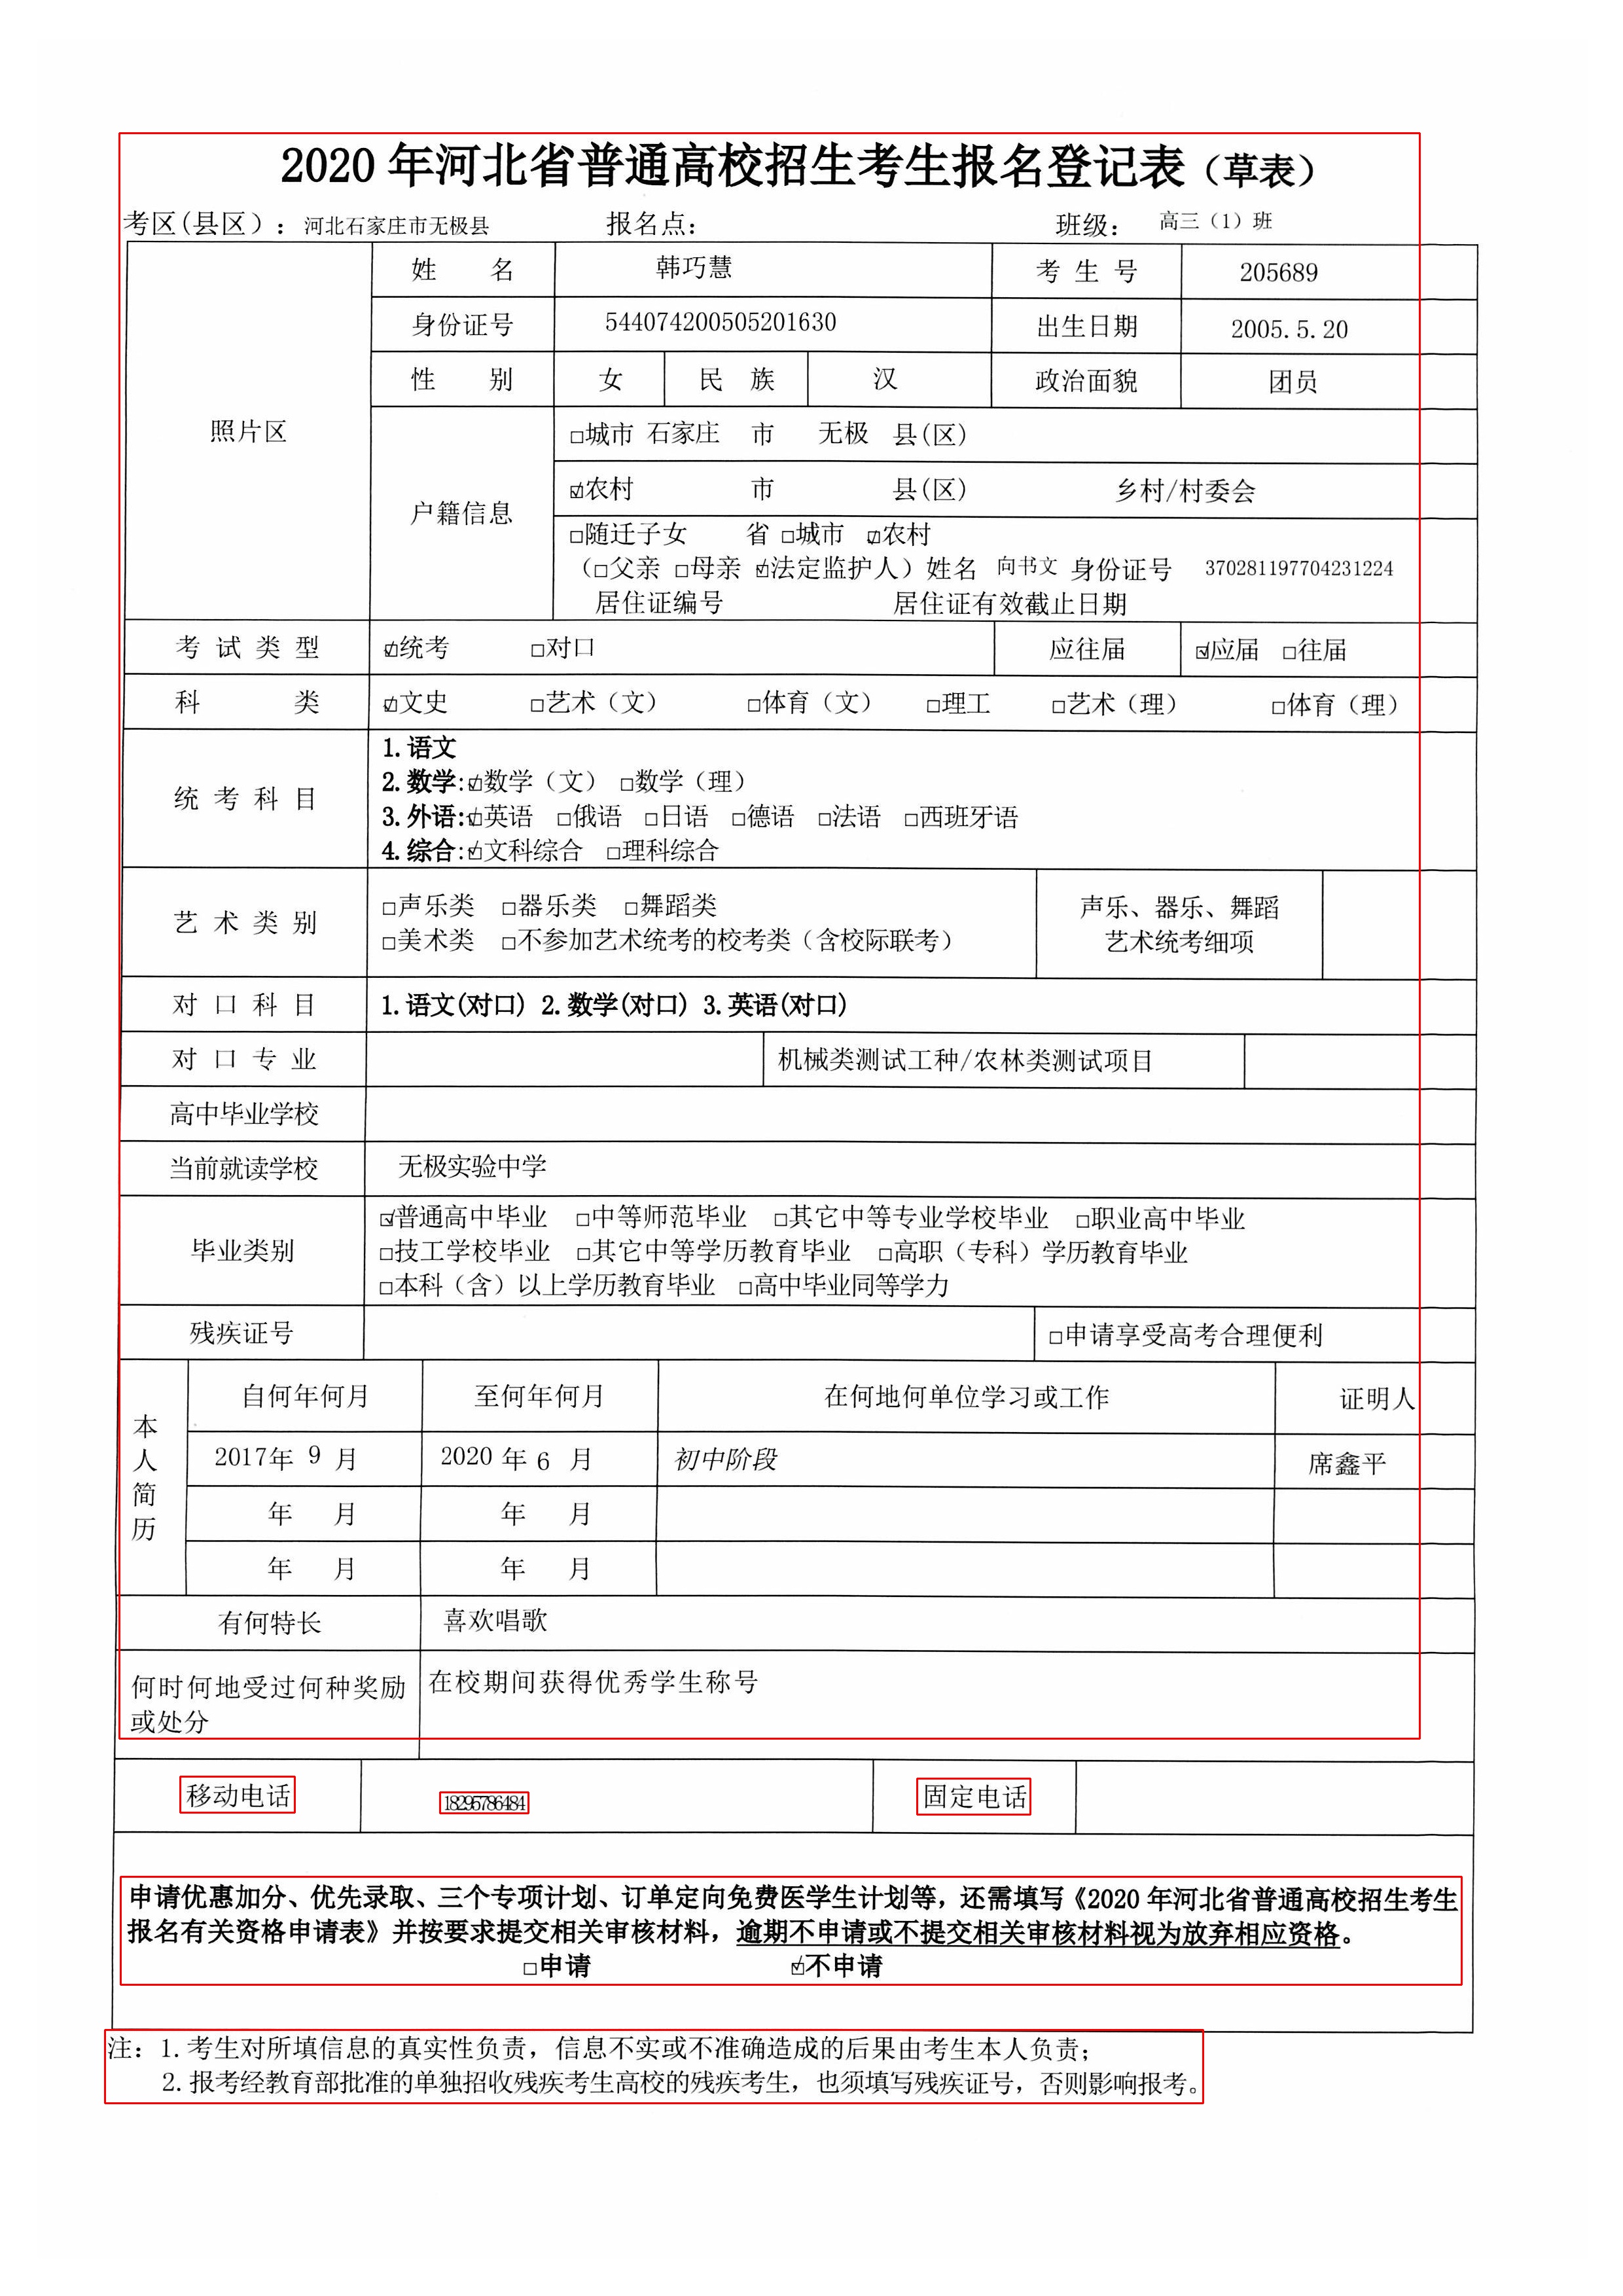 2020 年河北省普通高校招生考生报名登记表（草表）
考区(县区）： 河北石家庄市无极县 报名点： 班级： 高三（1）班
照片区
姓 名 韩巧慧 考 生 号 205689
身份证号 544074200505201630 出生日期 2005.5.20
性 别 女 民 族 汉 政治面貌 团员
户籍信息
□城市 石家庄 市 无极 县(区)
☑农村 市 县(区) 乡村/村委会
□随迁子女 省 □城市 ☑农村
（□父亲 □母亲 ☑法定监护人）姓名 向书文 身份证号 370281197704231224
居住证编号 居住证有效截止日期
考 试 类 型 ☑统考 □对口 应往届 ☑应届 □往届
科 类 ☑文史 □艺术（文） □体育（文） □理工 □艺术（理） □体育（理）
统 考 科 目
1.语文
2.数学:☑数学（文） □数学（理）
3.外语:☑英语 □俄语 □日语 □德语 □法语 □西班牙语
4.综合:☑文科综合 □理科综合
艺 术 类 别
□声乐类 □器乐类 □舞蹈类
□美术类 □不参加艺术统考的校考类（含校际联考）
声乐、器乐、舞蹈
艺术统考细项
对 口 科 目 1.语文(对口) 2.数学(对口) 3.英语(对口)
对 口 专 业 机械类测试工种/农林类测试项目
高中毕业学校
当前就读学校 无极实验中学
毕业类别
☑普通高中毕业 □中等师范毕业 □其它中等专业学校毕业 □职业高中毕业
□技工学校毕业 □其它中等学历教育毕业 □高职（专科）学历教育毕业
□本科（含）以上学历教育毕业 □高中毕业同等学力
残疾证号 □申请享受高考合理便利
本人简历
自何年何月 至何年何月 在何地何单位学习或工作 证明人
2017年 9 月 2020 年 6 月 初中阶段 席鑫平
年 月 年 月
年 月 年 月
有何特长 喜欢唱歌
何时何地受过何种奖励
或处分
在校期间获得优秀学生称号
移动电话 18295786484 固定电话
申请优惠加分、优先录取、三个专项计划、订单定向免费医学生计划等，还需填写《2020 年河北省普通高校招生考生
报名有关资格申请表》并按要求提交相关审核材料，逾期不申请或不提交相关审核材料视为放弃相应资格。
□申请 ☑不申请
注：1.考生对所填信息的真实性负责，信息不实或不准确造成的后果由考生本人负责；
2.报考经教育部批准的单独招收残疾考生高校的残疾考生，也须填写残疾证号，否则影响报考。